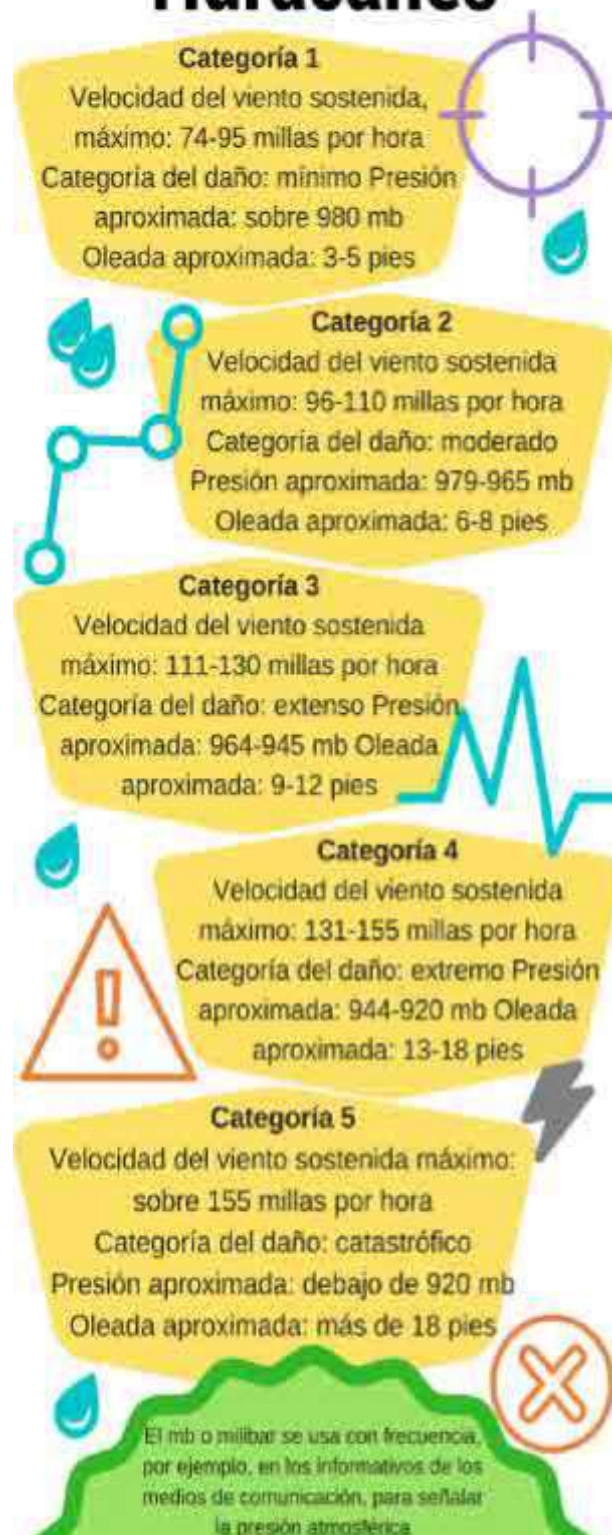 Huracanes
Categoría 1
Velocidad del viento sostenida,
máximo: 74-95 millas por hora
Categoría del daño: mínimo Presión
aproximada: sobre 980 mb
Oleada aproximada: 3-5 pies
Categoría 2
Velocidad del viento sostenida
máximo: 96-110 millas por hora
Categoría del daño: moderado
Presión aproximada: 979-965 mb
Oleada aproximada: 6-8 pies
Categoría 3
Velocidad del viento sostenida
máximo: 111-130 millas por hora
Categoría del daño: extenso Presión
aproximada: 964-945 mb Oleada
aproximada: 9-12 pies
Categoría 4
Velocidad del viento sostenida
máximo: 131-155 millas por hora
Categoría del daño: extremo Presión
aproximada: 944-920 mb Oleada
aproximada: 13-18 pies
Categoría 5
Velocidad del viento sostenida máximo:
sobre 155 millas por hora
Categoría del daño: catastrófico
Presión aproximada: debajo de 920 mb
Oleada aproximada: más de 18 pies
El mb o milibar se usa con frecuencia,
por ejemplo, en los informativos de los
medios de comunicación, para señalar
la presión atmosférica